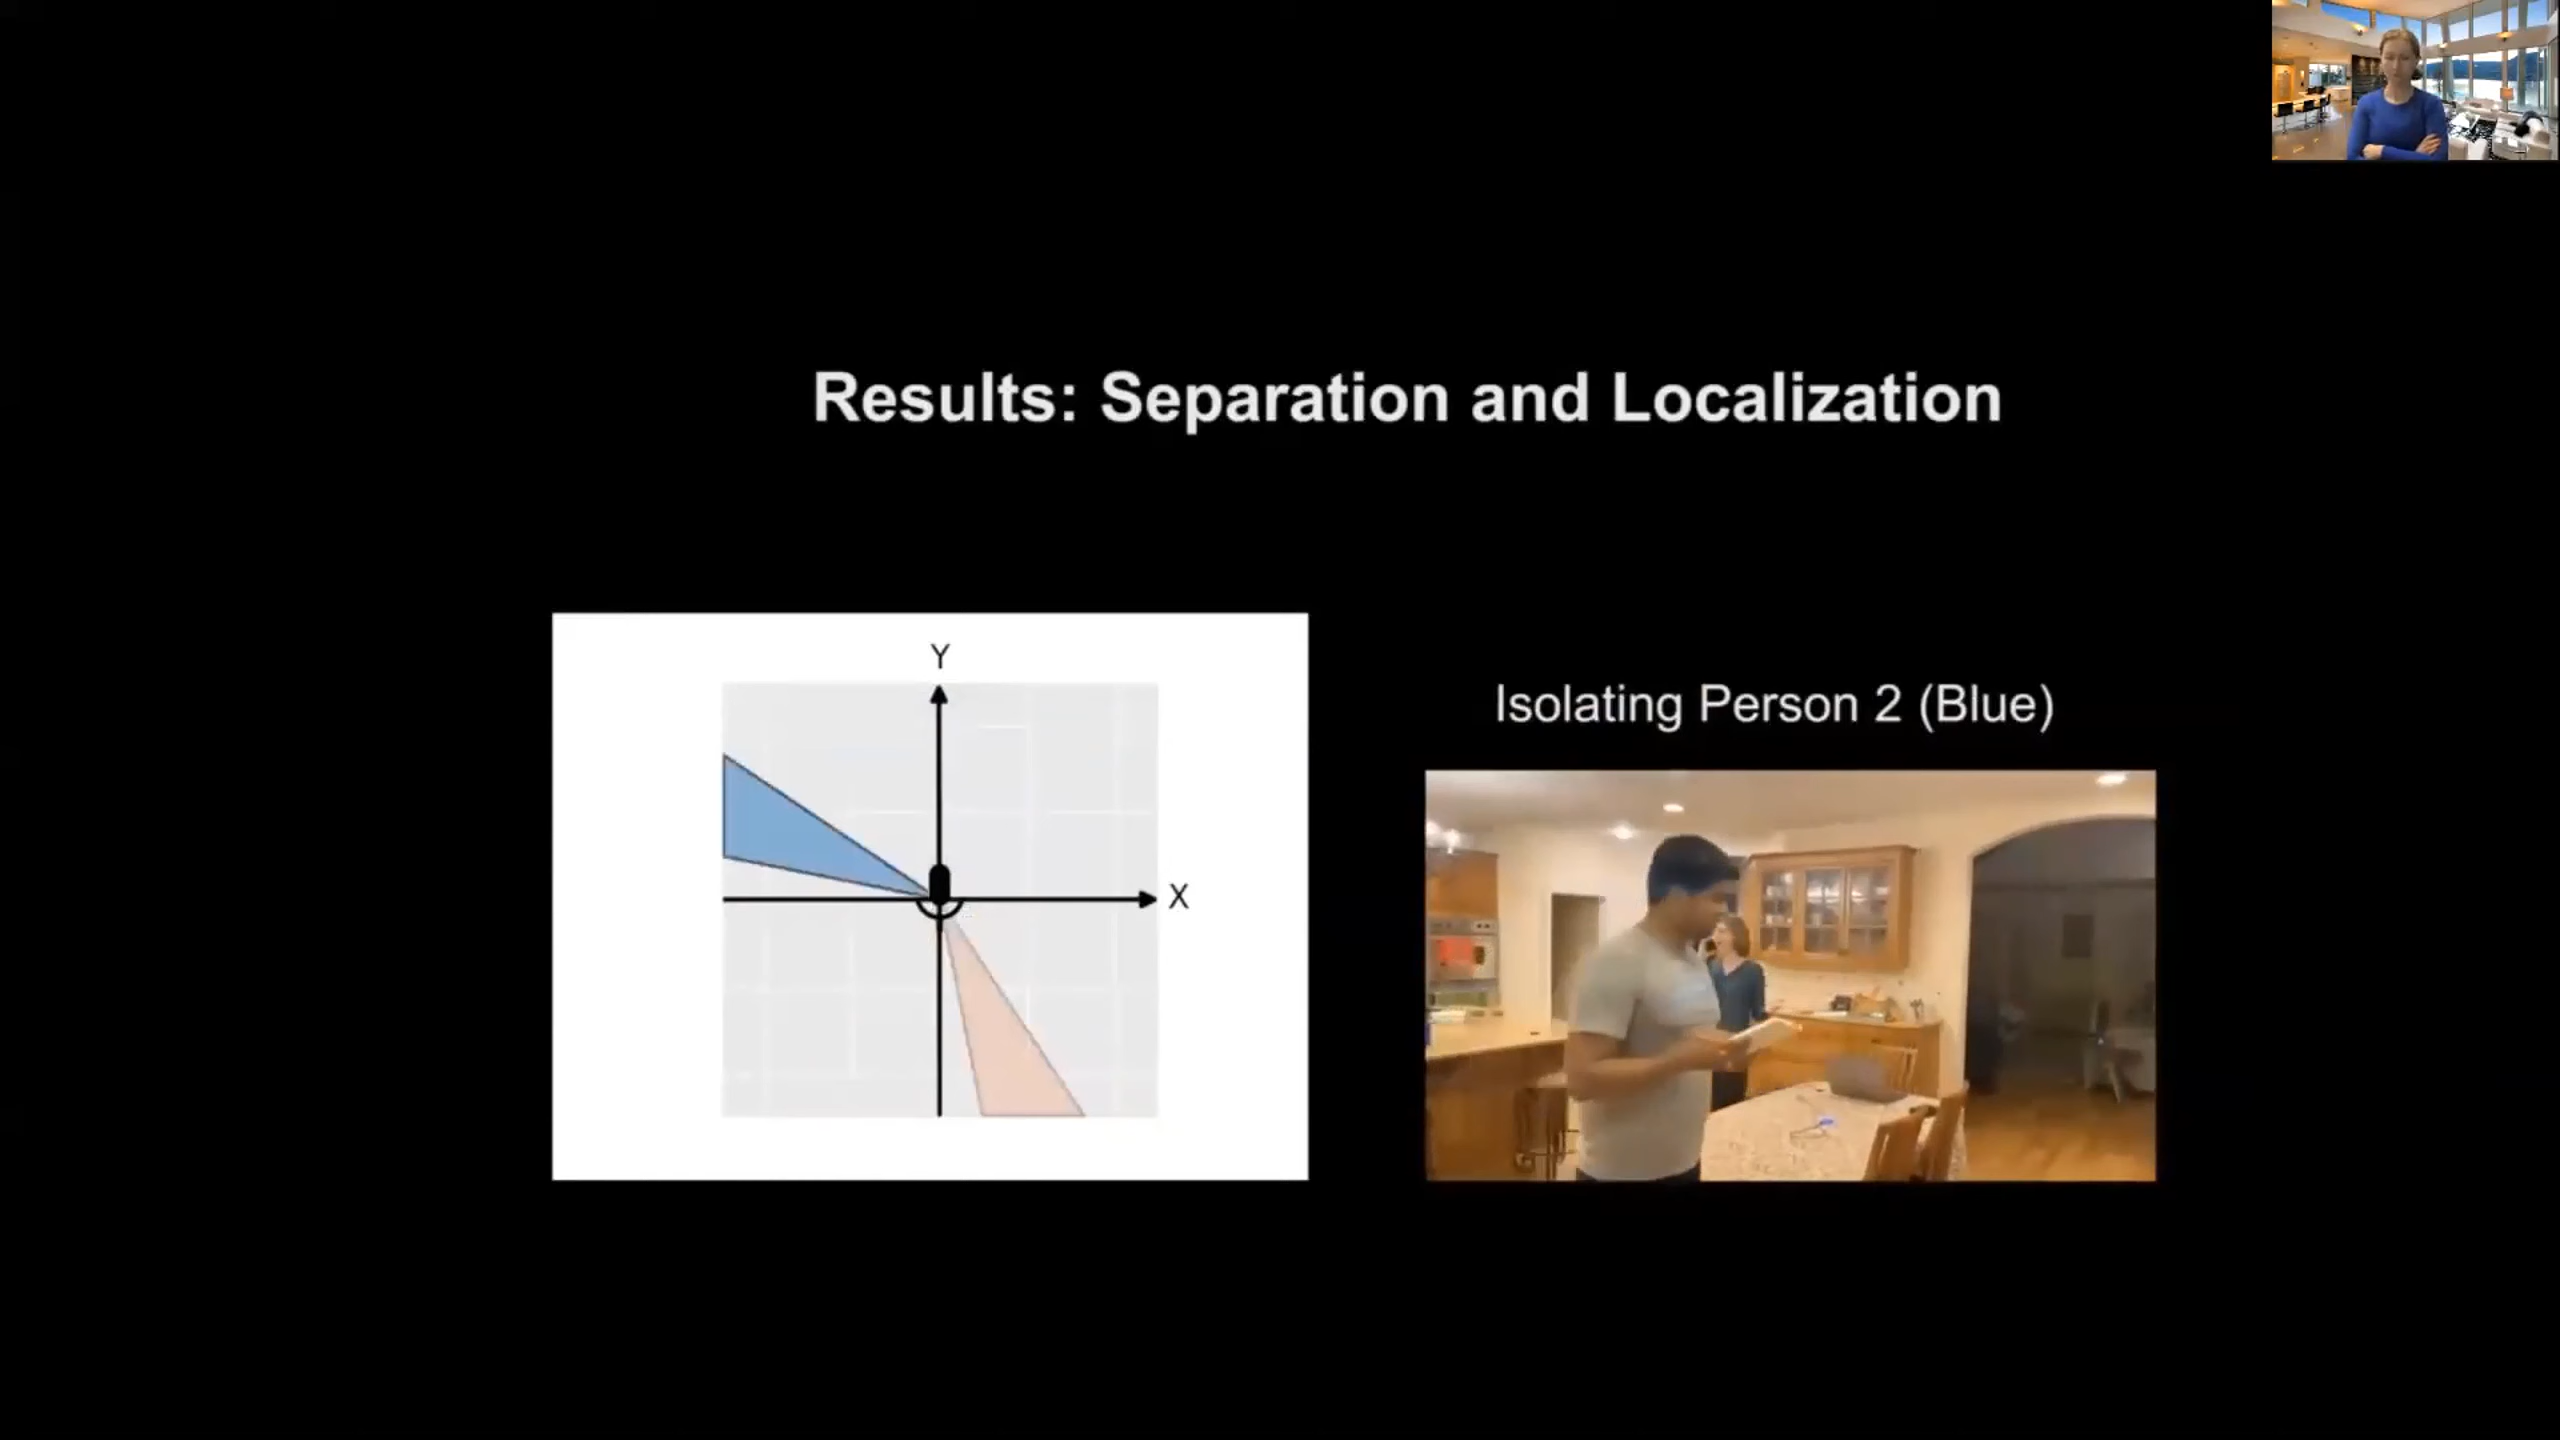 Results: Separation and Localization
Y
X
Isolating Person 2 (Blue)